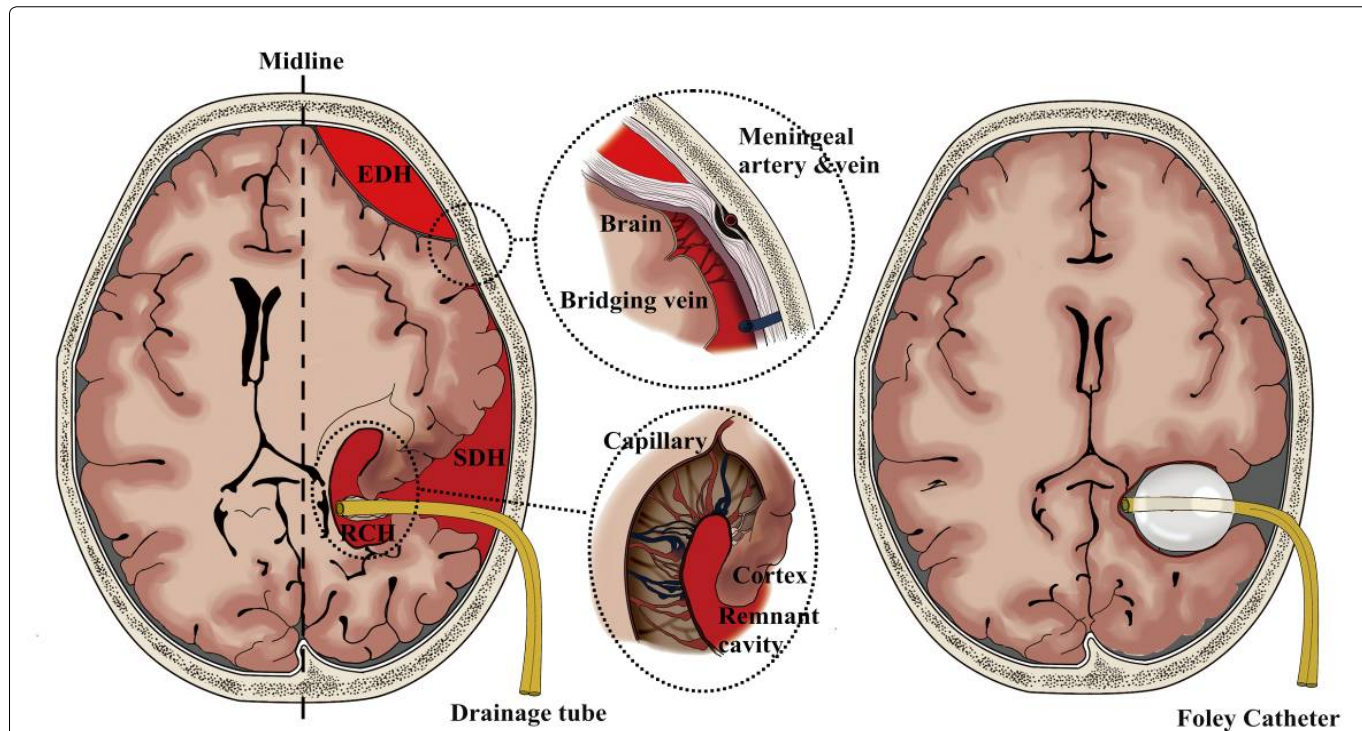 Midline
EDH
Meningeal
artery & vein
Brain
Bridging vein
Capillary
SDH
RCH
Cortex
Remnant
cavity
Drainage tube
Foley Catheter